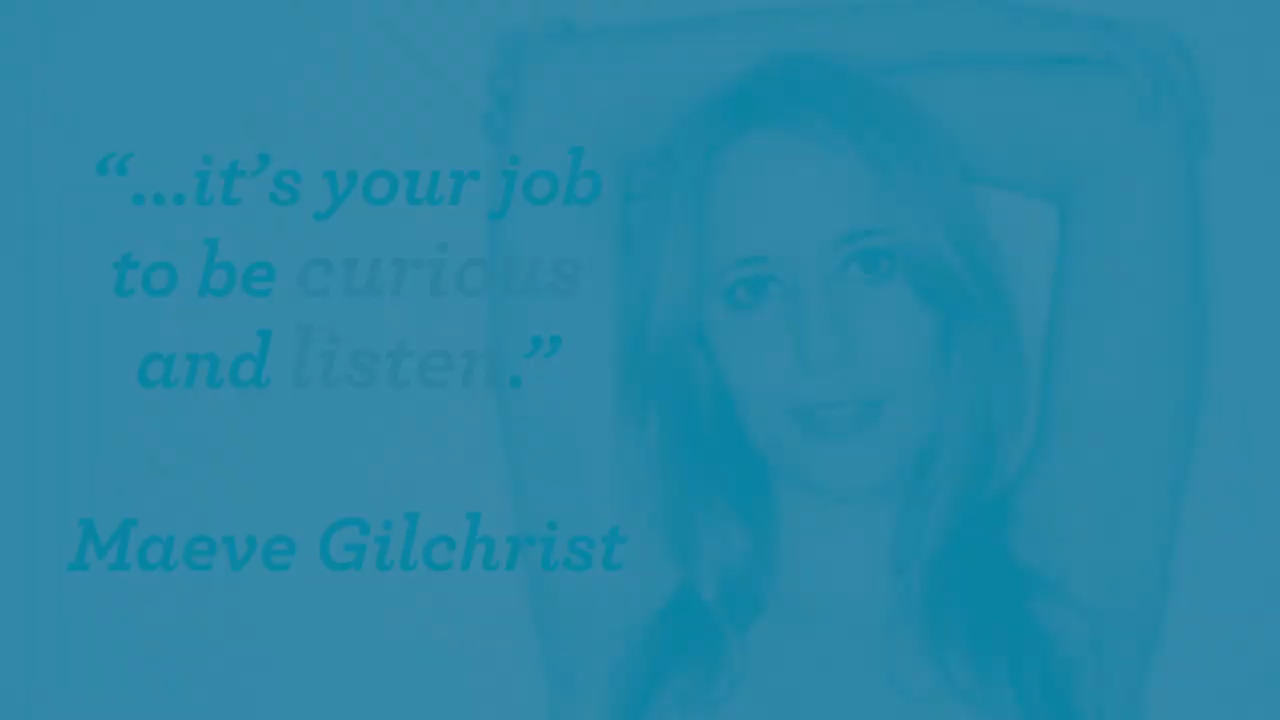 “...it’s your job
to be curious
and listen.”
Maeve Gilchrist